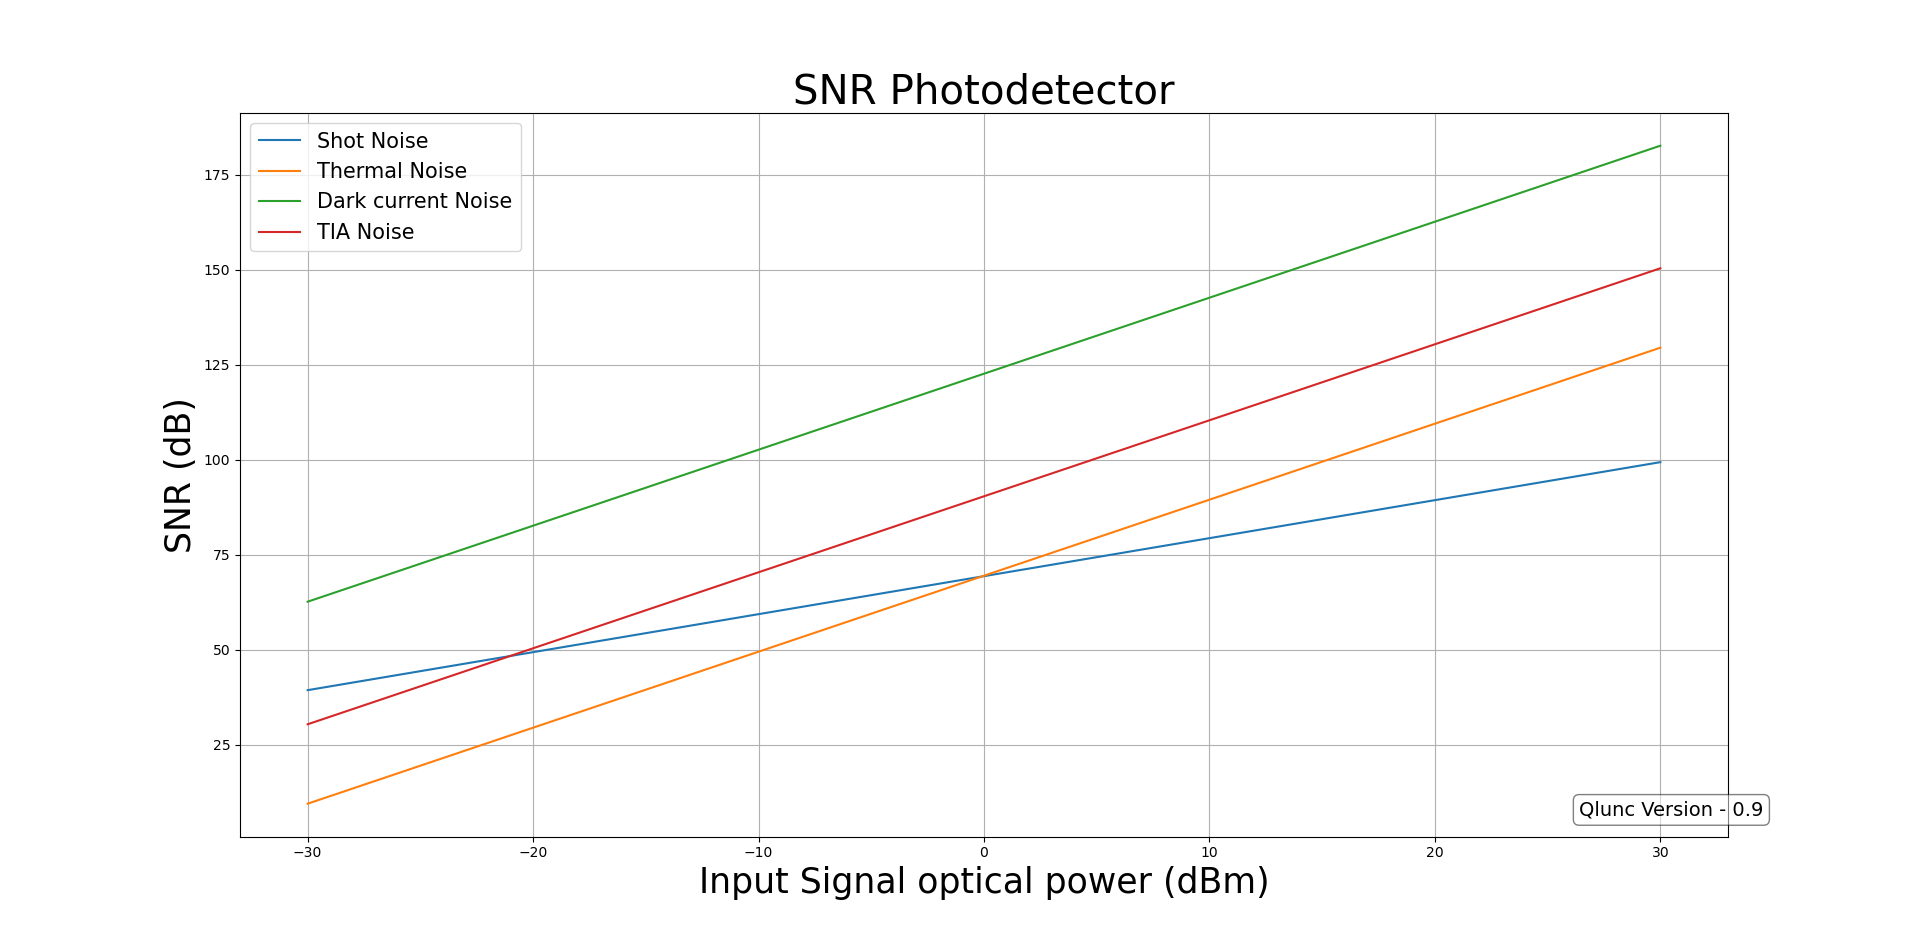 SNR Photodetector
Shot Noise
Thermal Noise
Dark current Noise
TIA Noise
SNR (dB)
175
150
125
100
75
50
25
Qlunc Version - 0.9
−30
−20
−10
0
10
20
30
Input Signal optical power (dBm)